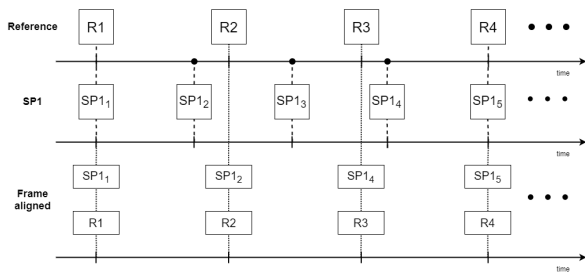 Reference R1 R2 R3 R4
time
SP1 SP1₁ SP1₂ SP1₃ SP1₄ SP1₅
time
SP1₁ SP1₂ SP1₄ SP1₅
Frame
aligned
R1 R2 R3 R4
time